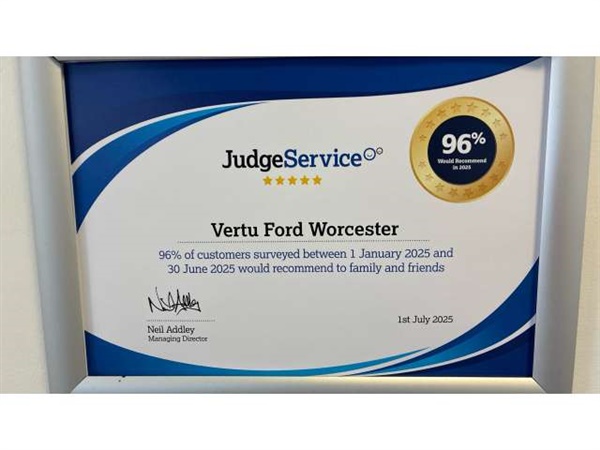 96%
Would Recommend
in 2025
JudgeService
Vertu Ford Worcester
96% of customers surveyed between 1 January 2025 and
30 June 2025 would recommend to family and friends
Neil Addley
Managing Director
1st July 2025